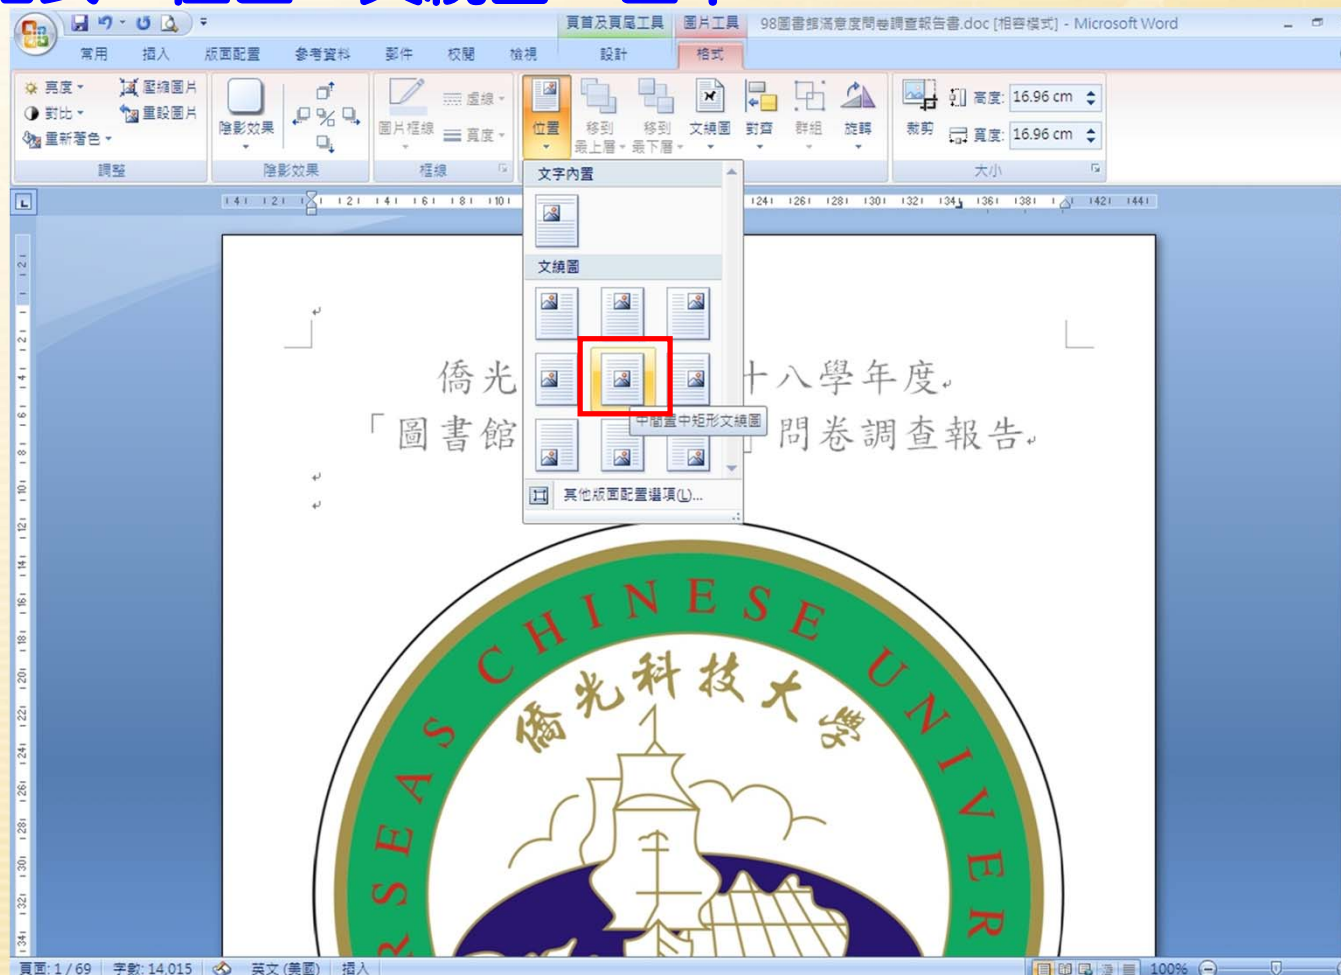 頁首及頁尾工具 圖片工具 98圖書館滿意度問卷調查報告書.doc [相容模式] - Microsoft Word
常用 插入 版面配置 參考資料 郵件 校閱 檢視 設計 格式
亮度 壓縮圖片
對比 重設圖片
重新著色
調整
陰影效果
陰影效果
圖片框線 虛線
寬度
框線
位置
移到最上層
移到最下層
文繞圖
對齊
群組
旋轉
裁剪
高度: 16.96 cm
寬度: 16.96 cm
大小
文字內置
文繞圖
中間置中矩形文繞圖
其他版面配置選項(L)...
僑光 十八學年度
「圖書館 」問卷調查報告
SEAS CHINESE UNIVER
僑光科技大學
頁面: 1 / 69 字數: 14,015 英文 (美國) 插入 100%